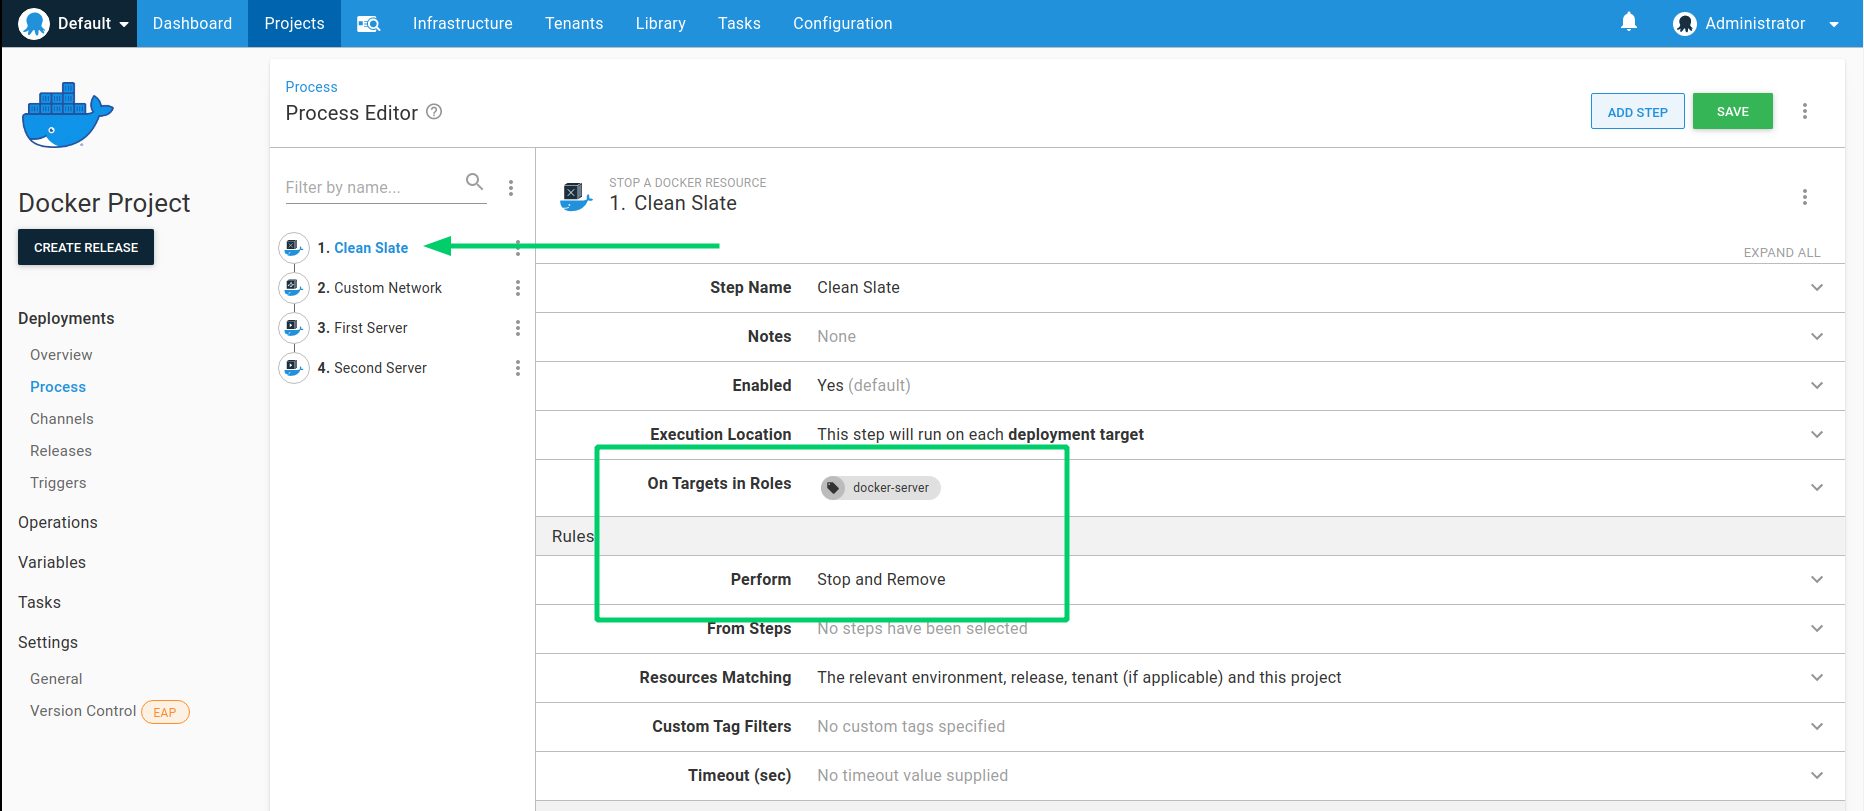 Default Dashboard Projects Infrastructure Tenants Library Tasks Configuration Administrator
Docker Project
CREATE RELEASE
Deployments
Overview
Process
Channels
Releases
Triggers
Operations
Variables
Tasks
Settings
General
Version Control EAP
Process
Process Editor ?
ADD STEP SAVE
Filter by name...
1. Clean Slate
2. Custom Network
3. First Server
4. Second Server
STOP A DOCKER RESOURCE
1. Clean Slate
EXPAND ALL
Step Name Clean Slate
Notes None
Enabled Yes (default)
Execution Location This step will run on each deployment target
On Targets in Roles docker-server
Rules
Perform Stop and Remove
From Steps No steps have been selected
Resources Matching The relevant environment, release, tenant (if applicable) and this project
Custom Tag Filters No custom tags specified
Timeout (sec) No timeout value supplied